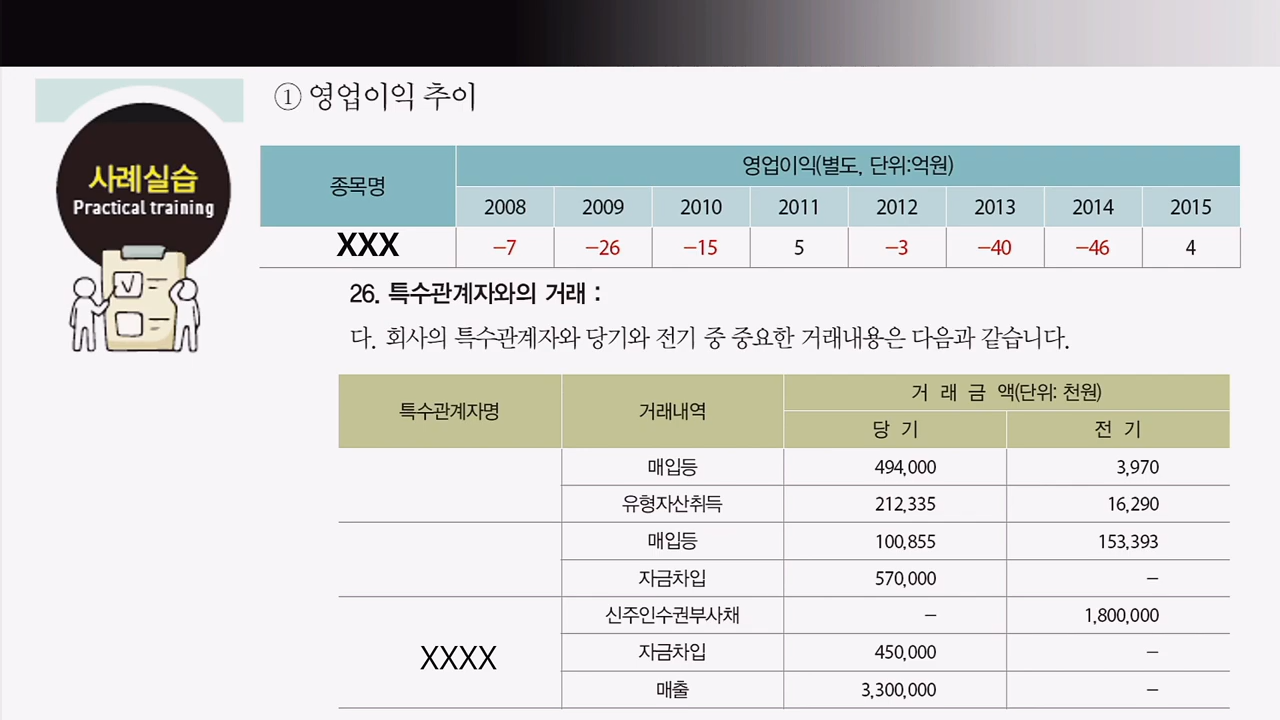 ① 영업이익 추이
사례실습
Practical training
종목명 영업이익(별도, 단위:억원)
2008 2009 2010 2011 2012 2013 2014 2015
XXX −7 −26 −15 5 −3 −40 −46 4
26. 특수관계자와의 거래 :
다. 회사의 특수관계자와 당기와 전기 중 중요한 거래내용은 다음과 같습니다.
특수관계자명 거래내역 거 래 금 액(단위: 천원)
당 기 전 기
매입등 494,000 3,970
유형자산취득 212,335 16,290
매입등 100,855 153,393
자금차입 570,000 −
신주인수권부사채 − 1,800,000
XXXX 자금차입 450,000 −
매출 3,300,000 −